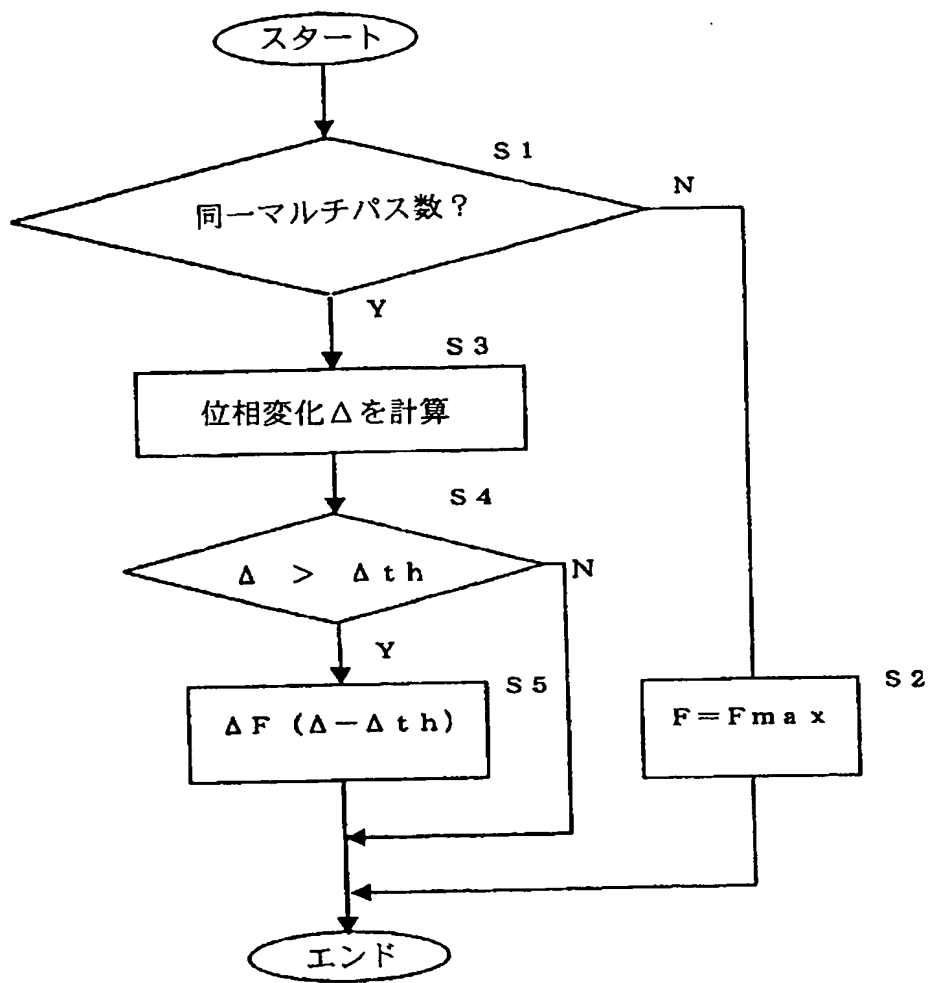 スタート
S1
N
同一マルチパス数？
Y
S3
位相変化Δを計算
S4
Δ ＞ Δth
N
Y
S5
ΔF（Δ－Δth）
S2
F＝Fmax
エンド